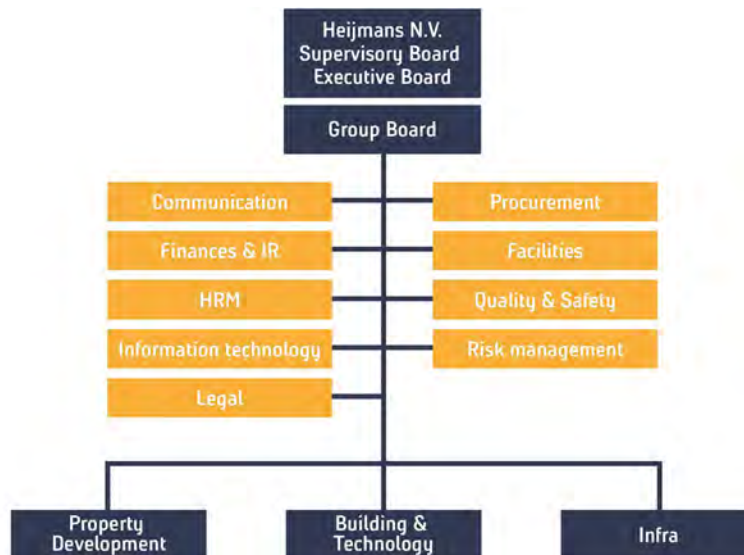 Heijmans N.V.
Supervisory Board
Executive Board
Group Board
Communication
Procurement
Finances & IR
Facilities
HRM
Quality & Safety
Information technology
Risk management
Legal
Property
Development
Building &
Technology
Infra